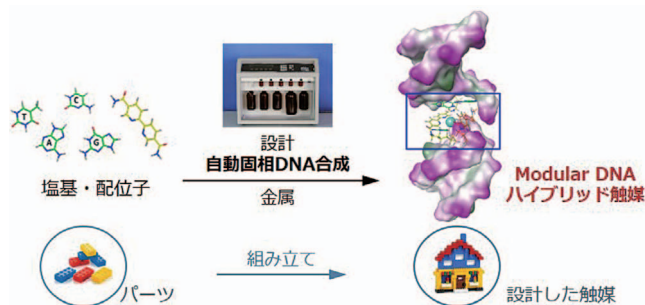 T
C
A
G
塩基・配位子
設計
自動固相DNA合成
金属
Modular DNA
ハイブリッド触媒
パーツ
組み立て
設計した触媒